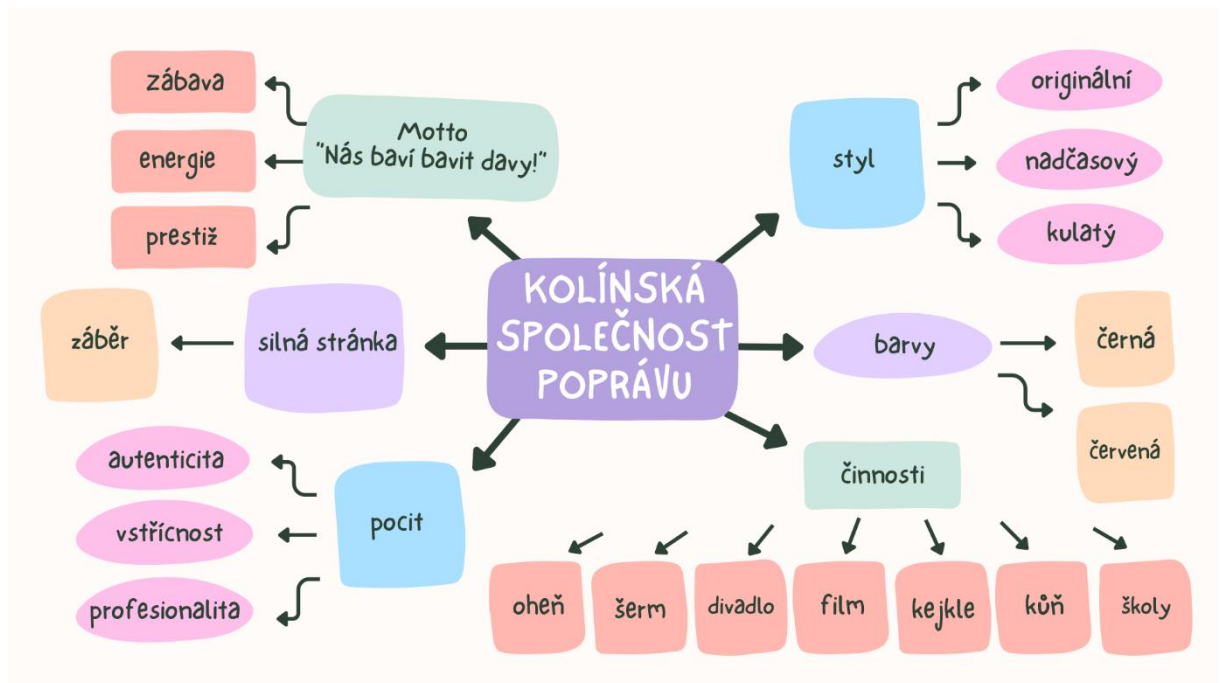 zábava
energie
prestiž
Motto
"Nás baví bavit davy!"
styl
originální
nadčasový
kulatý
KOLÍNSKÁ
SPOLEČNOST
POPRÁVU
záběr
silná stránka
barvy
černá
červená
autenticita
vstřícnost
profesionalita
pocit
činnosti
oheň
šerm
divadlo
film
kejkle
kůň
školy